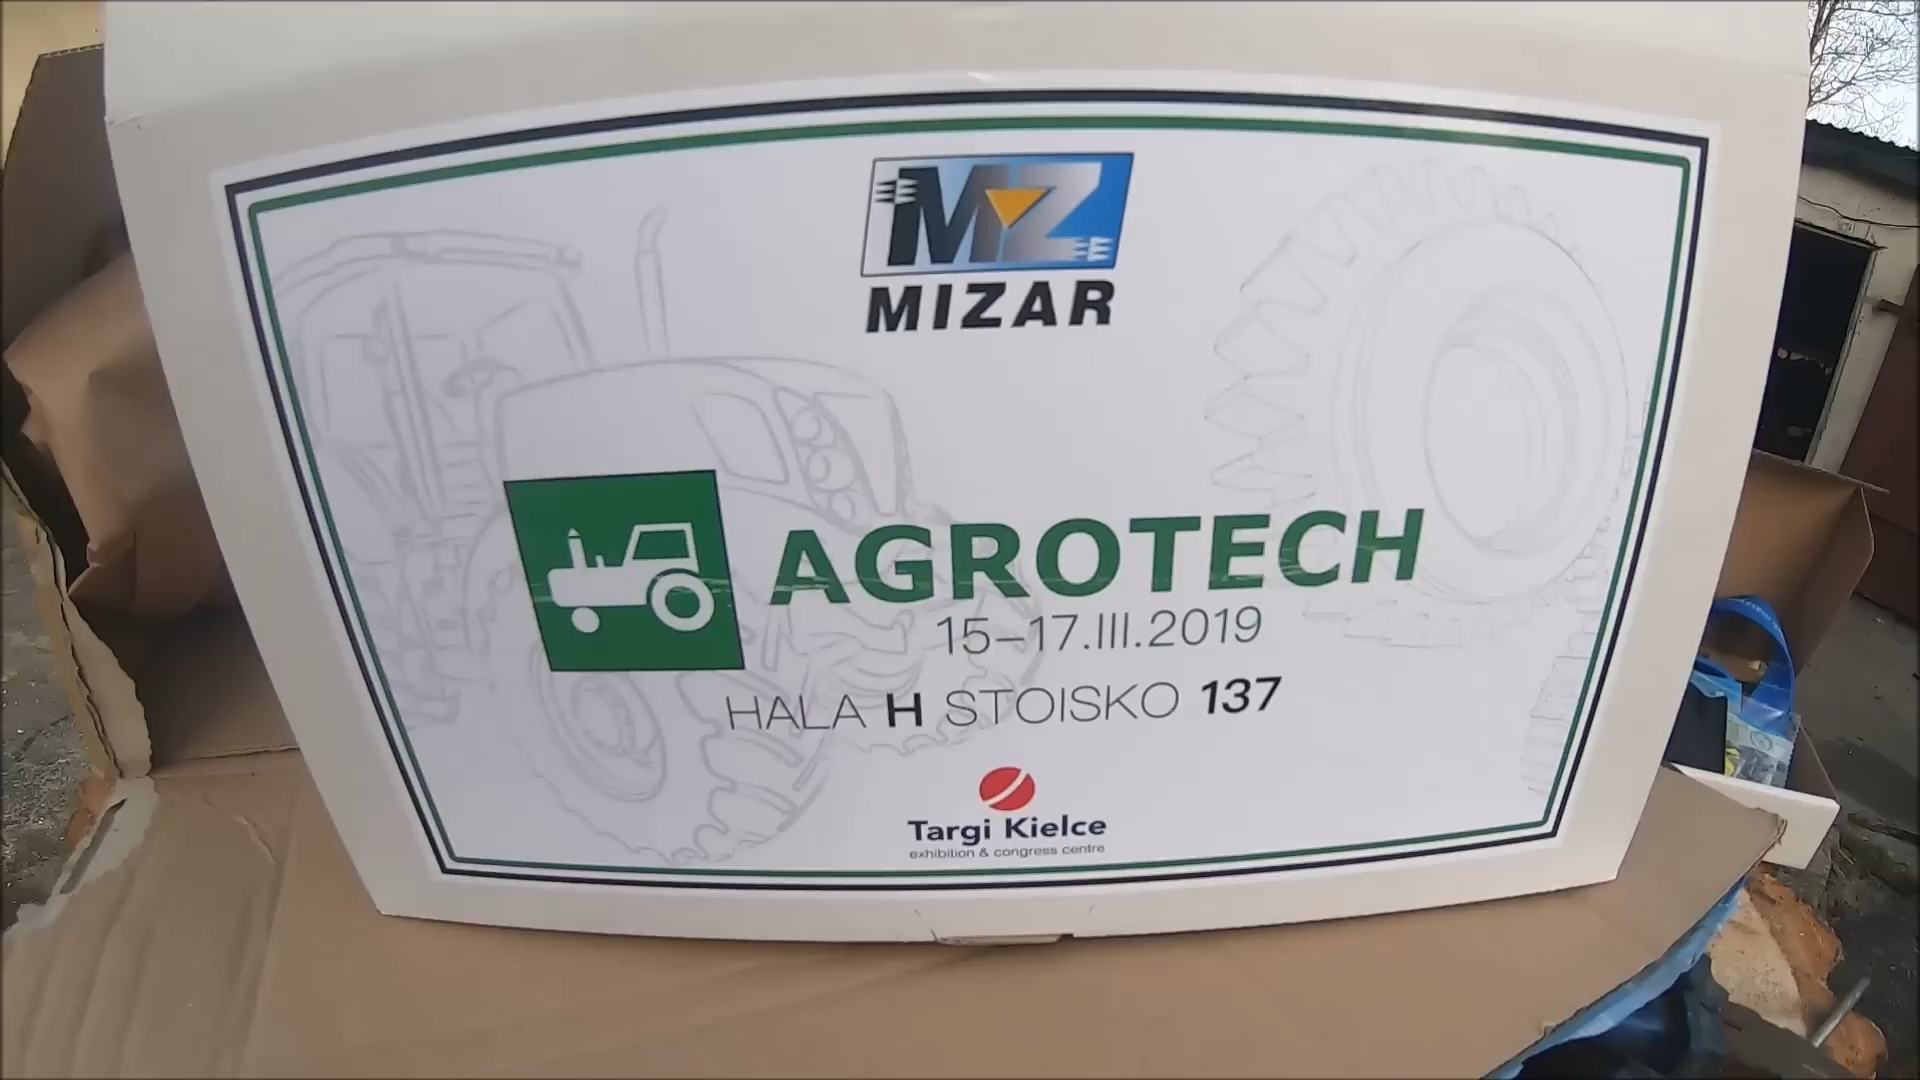 MZ
MIZAR
AGROTECH
15–17.III.2019
HALA H STOISKO 137
Targi Kielce
exhibition & congress centre